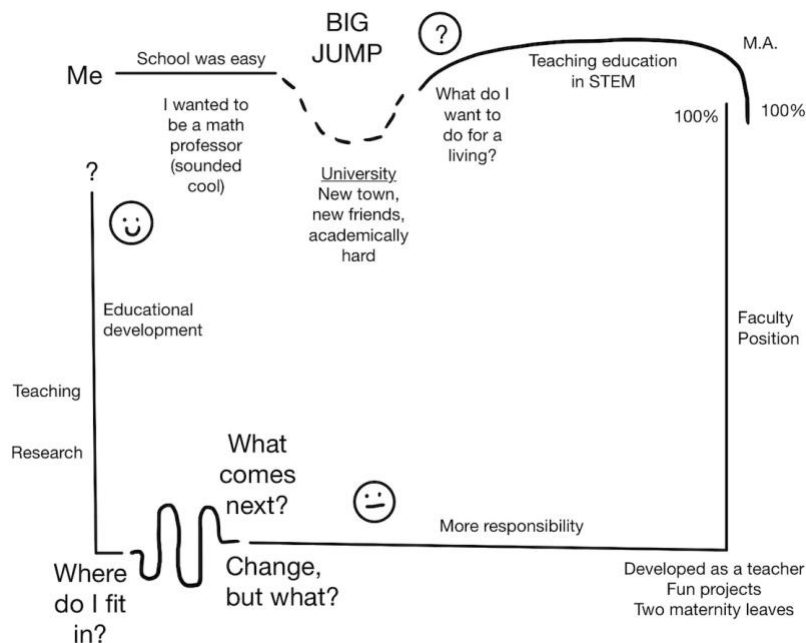 Me
School was easy
I wanted to
be a math
professor
(sounded
cool)
BIG
JUMP
University
New town,
new friends,
academically
hard
?
What do I
want to
do for a
living?
Teaching education
in STEM
M.A.
100%
100%
Faculty
Position
Developed as a teacher
Fun projects
Two maternity leaves
More responsibility
What
comes
next?
Change,
but what?
Where
do I fit
in?
Research
Teaching
Educational
development
?